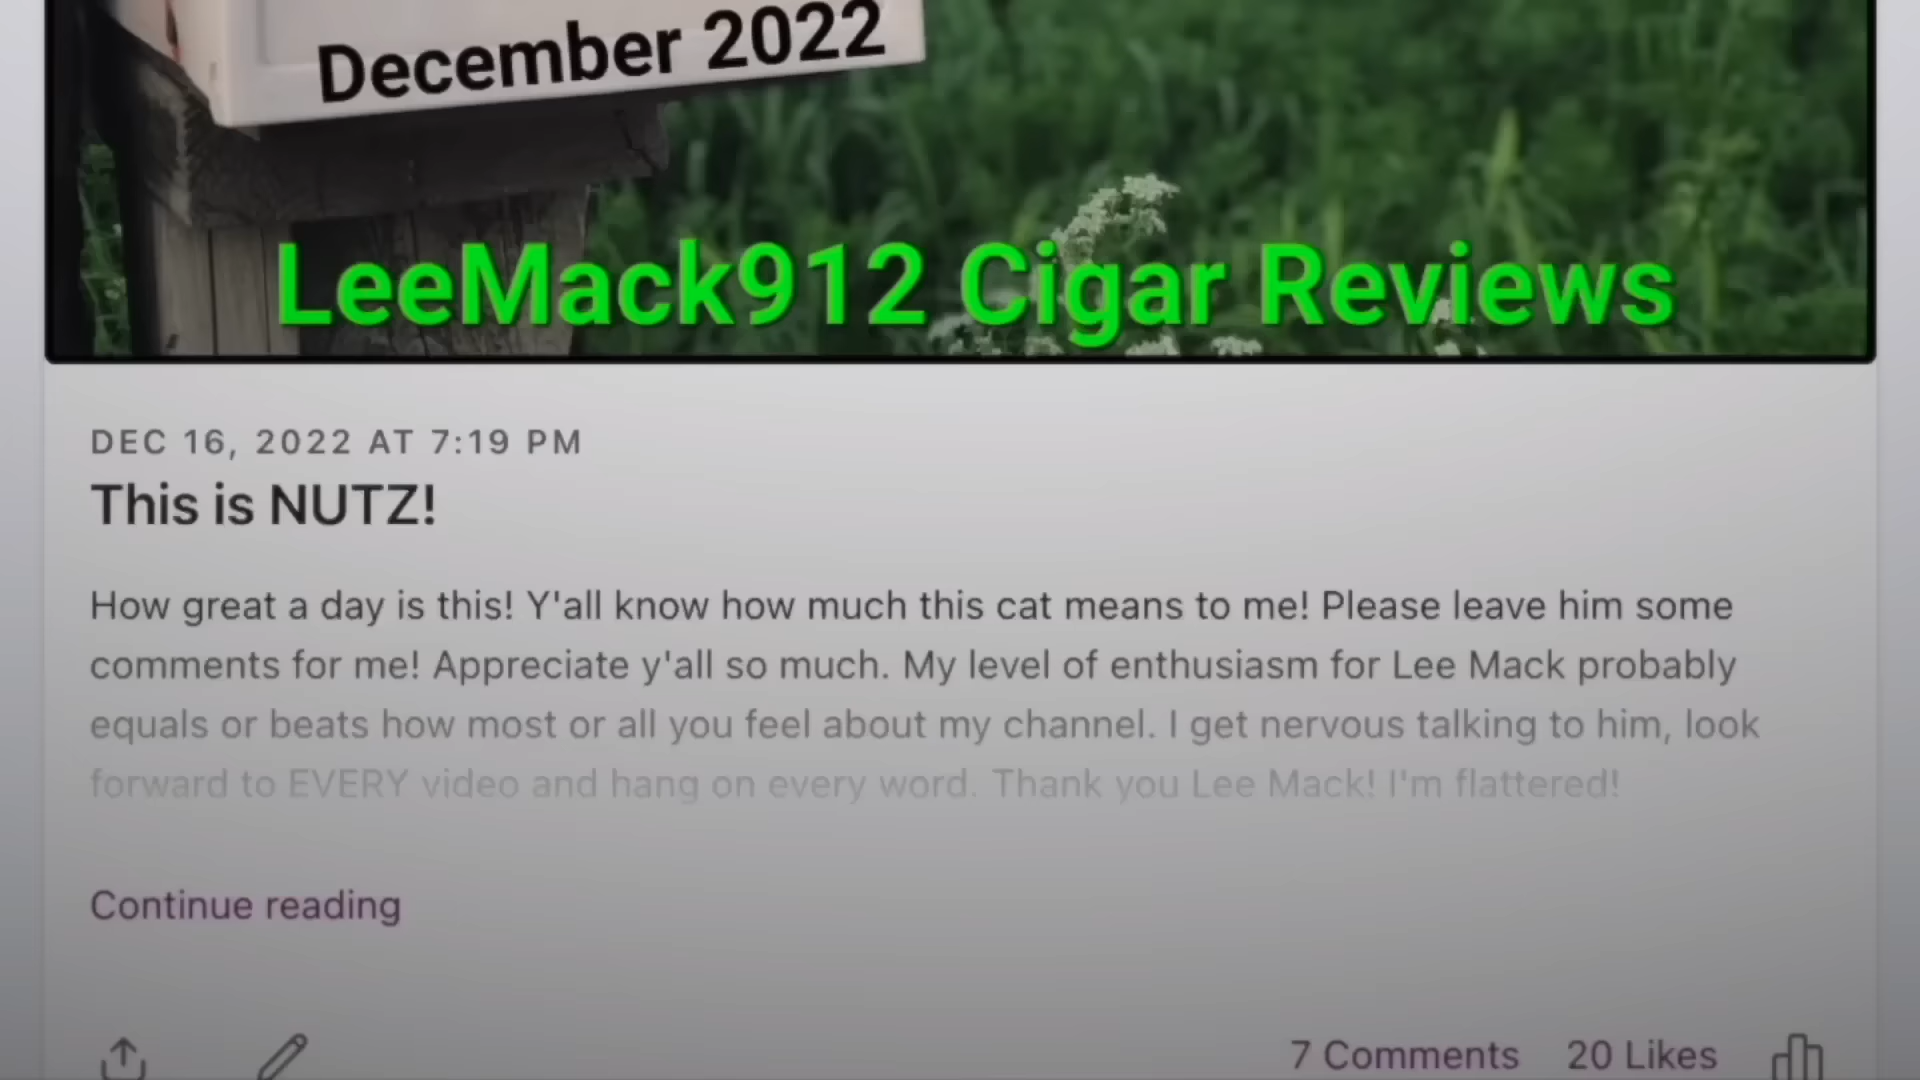 December 2022
LeeMack912 Cigar Reviews
DEC 16, 2022 AT 7:19 PM
This is NUTZ!
How great a day is this! Y'all know how much this cat means to me! Please leave him some
comments for me! Appreciate y'all so much. My level of enthusiasm for Lee Mack probably
equals or beats how most or all you feel about my channel. I get nervous talking to him, look
forward to EVERY video and hang on every word. Thank you Lee Mack! I'm flattered!
Continue reading
7 Comments 20 Likes